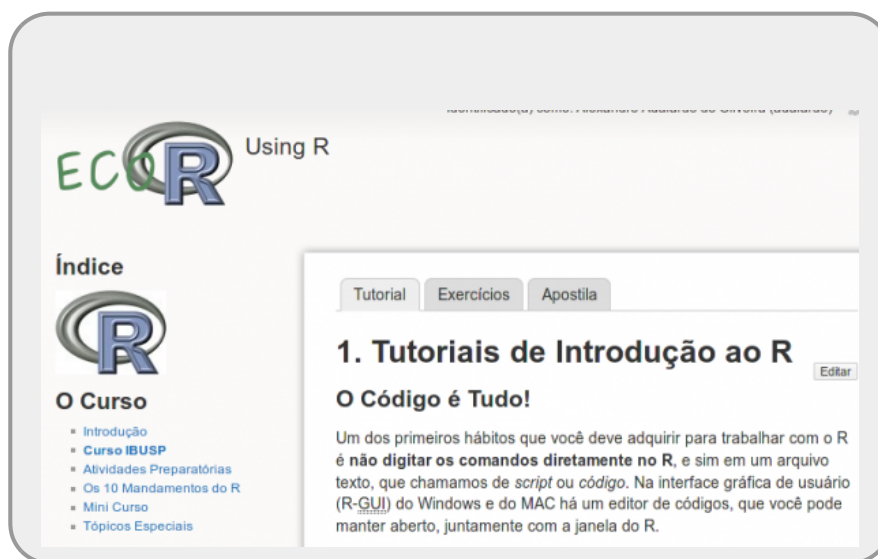 ECO R Using R
Índice
R
O Curso
Introdução
Curso IBUSP
Atividades Preparatórias
Os 10 Mandamentos do R
Mini Curso
Tópicos Especiais
Tutorial Exercícios Apostila
1. Tutoriais de Introdução ao R
Editar
O Código é Tudo!
Um dos primeiros hábitos que você deve adquirir para trabalhar com o R
é não digitar os comandos diretamente no R, e sim em um arquivo
texto, que chamamos de script ou código. Na interface gráfica de usuário
(R-GUI) do Windows e do MAC há um editor de códigos, que você pode
manter aberto, juntamente com a janela do R.